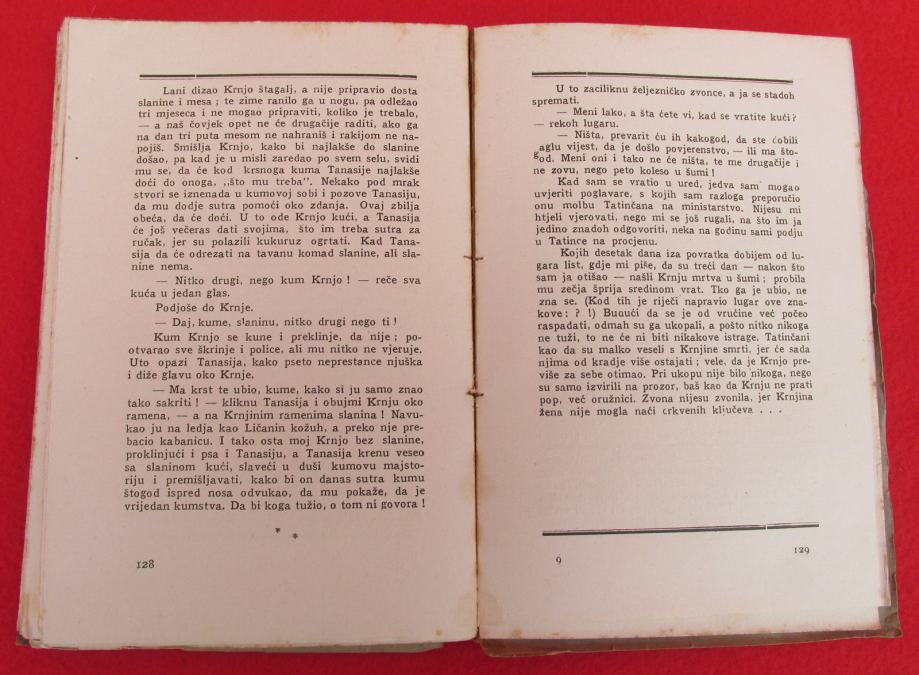 Lani dizao Krnjo štagalj, a nije pripravio dosta
slanine i mesa ; te zime ranilo ga u nogu, pa odležao
tri mjeseca i ne mogao pripraviti, koliko je trebalo,
— a naš čovjek opet ne će drugačije raditi, ako ga
na dan tri puta mesom ne nahraniš i rakijom ne na-
pojiš. Smišlja Krnjo, kako bi najlakše do slanine
došao, pa kad je u misli zaredao po svem selu, svidi
mu se, da će kod krsnoga kuma Tanasije najlakše
doći do onoga, ,,što mu treba". Nekako pod mrak
stvori se iznenada u kumovoj sobi i pozove Tanasiju,
da mu dodje sutra pomoći oko zdanja. Ovaj zbilja
obeća, da će doći. U to ode Krnjo kući, a Tanasija
će još večeras dati svojima, što im treba sutra za
ručak, jer su polazili kukuruz ogrtati. Kad Tana-
sija da će odrezati na tavanu komad slanine, ali sla-
nine nema.
— Nitko drugi, nego kum Krnjo ! — reče sva
kuća u jedan glas.
Podjoše do Krnje.
— Daj, kume, slaninu, nitko drugi nego ti !
Kum Krnjo se kune i preklinje, da nije ; po-
otvarao sve škrinje i police, ali mu nitko ne vjeruje.
Uto opazi Tanasija, kako pseto neprestance njuška
i diže glavu oko Krnje.
— Ma krst te ubio, kume, kako si ju samo znao
tako sakriti ! — kliknu Tanasija i obujmi Krnju oko
ramena, — a na Krnjinim ramenima slanina ! Navu-
kao ju na ledja kao Ličanin kožuh, a preko nje pre-
bacio kabanicu. I tako osta moj Krnjo bez slanine,
proklinjući i psa i Tanasiju, a Tanasija krenu veseo
sa slaninom kući, slaveći u duši kumovu majsto-
riju i premišljavati, kako bi on danas sutra kumu
štogod ispred nosa odvukao, da mu pokaže, da je
vrijedan kumstva. Da bi koga tužio, o tom ni govora !
* *
128
U to zaciliknu željezničko zvonce, a ja se stadoh
spremati.
— Meni lako, a šta ćete vi, kad se vratite kući ?
— rekoh lugaru.
— Ništa, prevarit ću ih kakogod, da ste dobili
naglu vijest, da je došlo povjerenstvo, — ili ma što-
god. Meni oni i tako ne će ništa, te me drugačije i
ne zovu, nego peto koleso u šumi !
Kad sam se vratio u ured, jedva sam mogao
uvjeriti poglavare, s kojih sam razloga preporučio
onu molbu Tatinčana na ministarstvo. Nijesu mi
htjeli vjerovati, nego mi se još rugali, na što im ja
jedino znadoh odgovoriti, neka na godinu sami podju
u Tatince na procjenu.
Kojih desetak dana iza povratka dobijem od lu-
gara list, gdje mi piše, da su treći dan — nakon što
sam ja otišao — našli Krnju mrtva u šumi ; probila
mu zečja šprija sredinom vrat. Tko ga je ubio, ne
zna se. (Kod tih je riječi napravio lugar ove zna-
kove : ? !) Budući da se je od vrućine već počeo
raspadati, odmah su ga ukopali, a pošto nitko nikoga
ne tuži, to ne će ni biti nikakove istrage. Tatinčani
kao da su malko veseli s Krnjine smrti, jer će sada
njima od kradje više ostajati ; vele, da je Krnjo pre-
više za sebe otimao. Pri ukopu nije bilo nikoga, nego
su samo izvirili na prozor, baš kao da Krnju ne prati
pop, već oružnici. Zvona nijesu zvonila, jer Krnjina
žena nije mogla naći crkvenih ključeva . . .
9
129